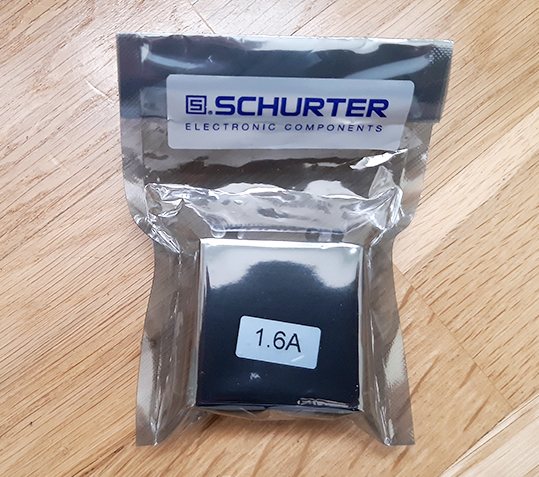 S.SCHURTER
ELECTRONIC COMPONENTS
1.6A